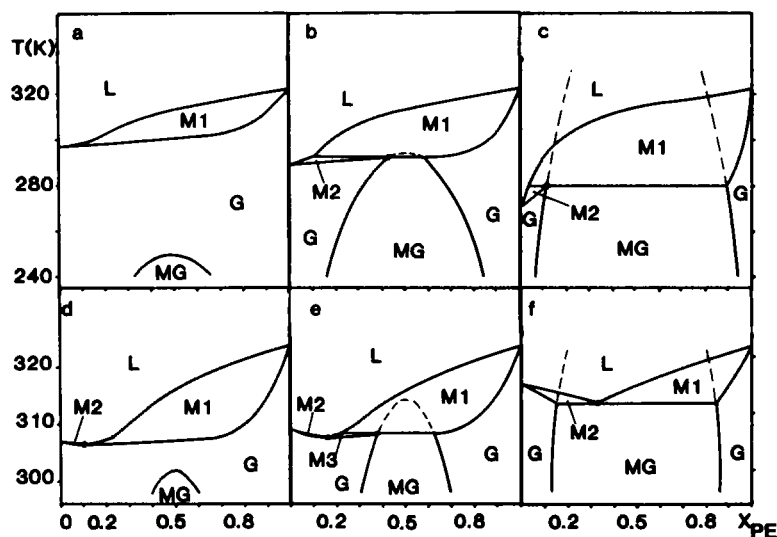 a b c
T(K)
L L L
320
M1 M1 M1
280
M2 M2
G G G G G
MG MG MG
240
d e f
320
L L L
M2 M1 M2 M1 M1
310
M2
M3
G G G G G
300
MG MG MG
0 0.2 0.5 0.8 0.2 0.5 0.8 0.2 0.5 0.8 XPE